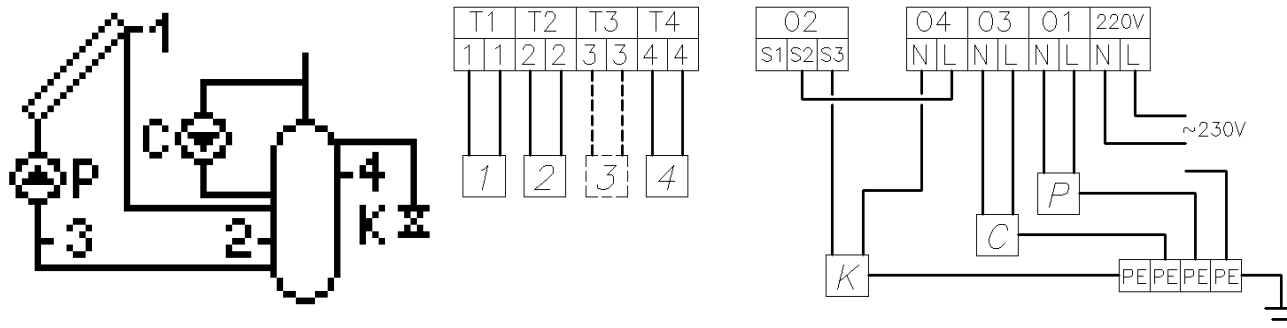 1
C
P
4
K
3
2
T1 T2 T3 T4
1 1 2 2 3 3 4 4
1 2 3 4
O2 O4 O3 O1 220V
S1 S2 S3 N L N L N L N L
~230V
P
C
K
PE PE PE PE